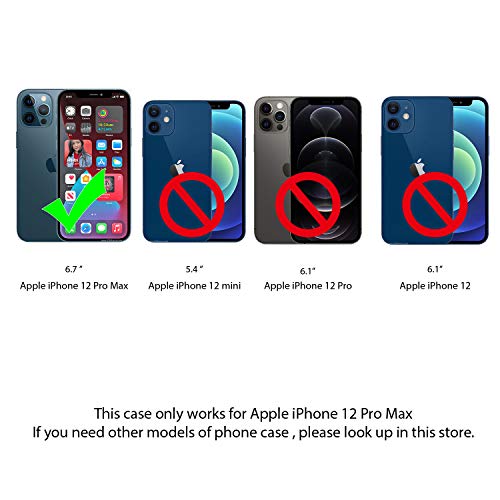 6.7 "
5.4 "
6.1"
6.1"
Apple iPhone 12 Pro Max
Apple iPhone 12 mini
Apple iPhone 12 Pro
Apple iPhone 12
This case only works for Apple iPhone 12 Pro Max
If you need other models of phone case , please look up in this store.